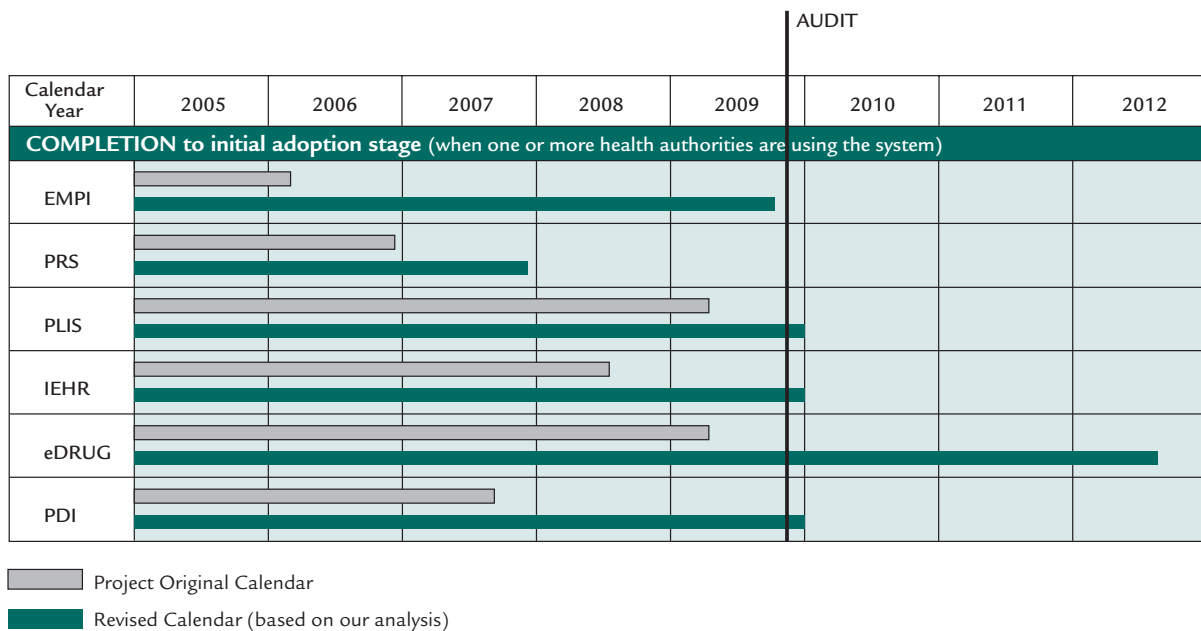 AUDIT
Calendar
Year
2005 2006 2007 2008 2009 2010 2011 2012
COMPLETION to initial adoption stage (when one or more health authorities are using the system)
EMPI
PRS
PLIS
IEHR
eDRUG
PDI
Project Original Calendar
Revised Calendar (based on our analysis)